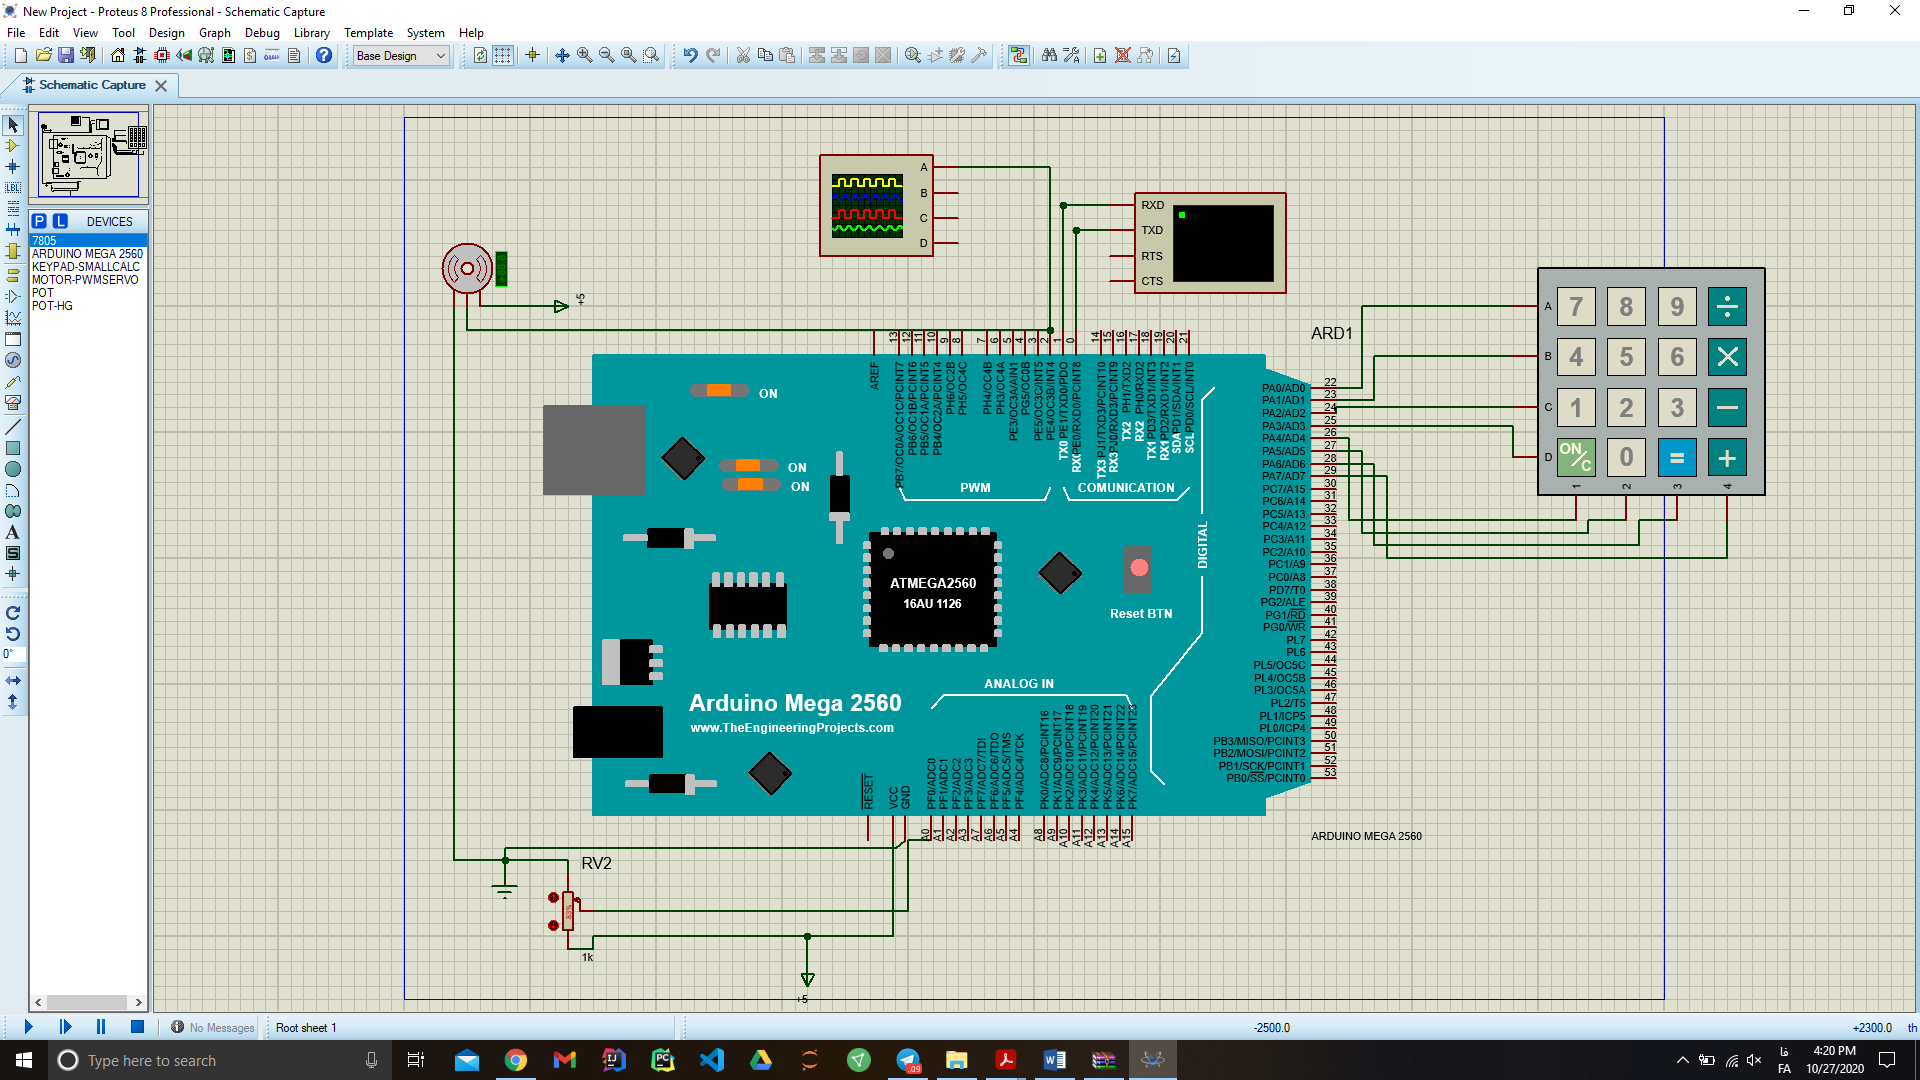 New Project - Proteus 8 Professional - Schematic Capture
File Edit View Tool Design Graph Debug Library Template System Help
Base Design
Schematic Capture
P L DEVICES
7805
ARDUINO MEGA 2560
KEYPAD-SMALLCALC
MOTOR-PWMSERVO
POT
POT-HG
LBL
A
S
0°
A
B
C
D
RXD
TXD
RTS
CTS
+5
ARD1
13 12 11 10 9 8 7 6 5 4 3 2 1 0 14 15 16 17 18 19 20 21
AREF
PB7/OC0A/OC1C/PCINT7
PB6/OC1B/PCINT6
PB5/OC1A/PCINT5
PB4/OC2A/PCINT4
PH6/OC2B
PH5/OC4C
PH4/OC4B
PH3/OC4A
PE3/OC3A/AIN1
PG5/OC0B
PE5/OC3C/INT5
PE4/OC3B/INT4
TX0 PE1/TXD0/PDO
RX0 PE0/RXD0/PCINT8
TX3 PJ1/TXD3/PCINT10
RX3 PJ0/RXD3/PCINT9
TX2 PH1/TXD2
RX2 PH0/RXD2
TX1 PD3/TXD1/INT3
RX1 PD2/RXD1/INT2
SDA PD1/SDA/INT1
SCL PD0/SCL/INT0
ON
ON
ON
PWM
COMUNICATION
DIGITAL
ATMEGA2560
16AU 1126
Reset BTN
ANALOG IN
Arduino Mega 2560
www.TheEngineeringProjects.com
PA0/AD0 22
PA1/AD1 23
PA2/AD2 24
PA3/AD3 25
PA4/AD4 26
PA5/AD5 27
PA6/AD6 28
PA7/AD7 29
PC7/A15 30
PC6/A14 31
PC5/A13 32
PC4/A12 33
PC3/A11 34
PC2/A10 35
PC1/A9 36
PC0/A8 37
PD7/T0 38
PG2/ALE 39
PG1/RD 40
PG0/WR 41
PL7 42
PL6 43
PL5/OC5C 44
PL4/OC5B 45
PL3/OC5A 46
PL2/T5 47
PL1/ICP5 48
PL0/ICP4 49
PB3/MISO/PCINT3 50
PB2/MOSI/PCINT2 51
PB1/SCK/PCINT1 52
PB0/SS/PCINT0 53
A 7 8 9 ÷
B 4 5 6 ×
C 1 2 3 −
D ON/C 0 = +
1 2 3 4
RESET
VCC
GND
PF0/ADC0
PF1/ADC1
PF2/ADC2
PF3/ADC3
PF7/ADC7/TDI
PF6/ADC6/TDO
PF5/ADC5/TMS
PF4/ADC4/TCK
PK0/ADC8/PCINT16
PK1/ADC9/PCINT17
PK2/ADC10/PCINT18
PK3/ADC11/PCINT19
PK4/ADC12/PCINT20
PK5/ADC13/PCINT21
PK6/ADC14/PCINT22
PK7/ADC15/PCINT23
A0 A1 A2 A3 A7 A6 A5 A4 A8 A9 A10 A11 A12 A13 A14 A15
ARDUINO MEGA 2560
RV2
83%
1k
+5
No Messages Root sheet 1 -2500.0 +2300.0 th
Type here to search
.09
فا
FA
4:20 PM
10/27/2020